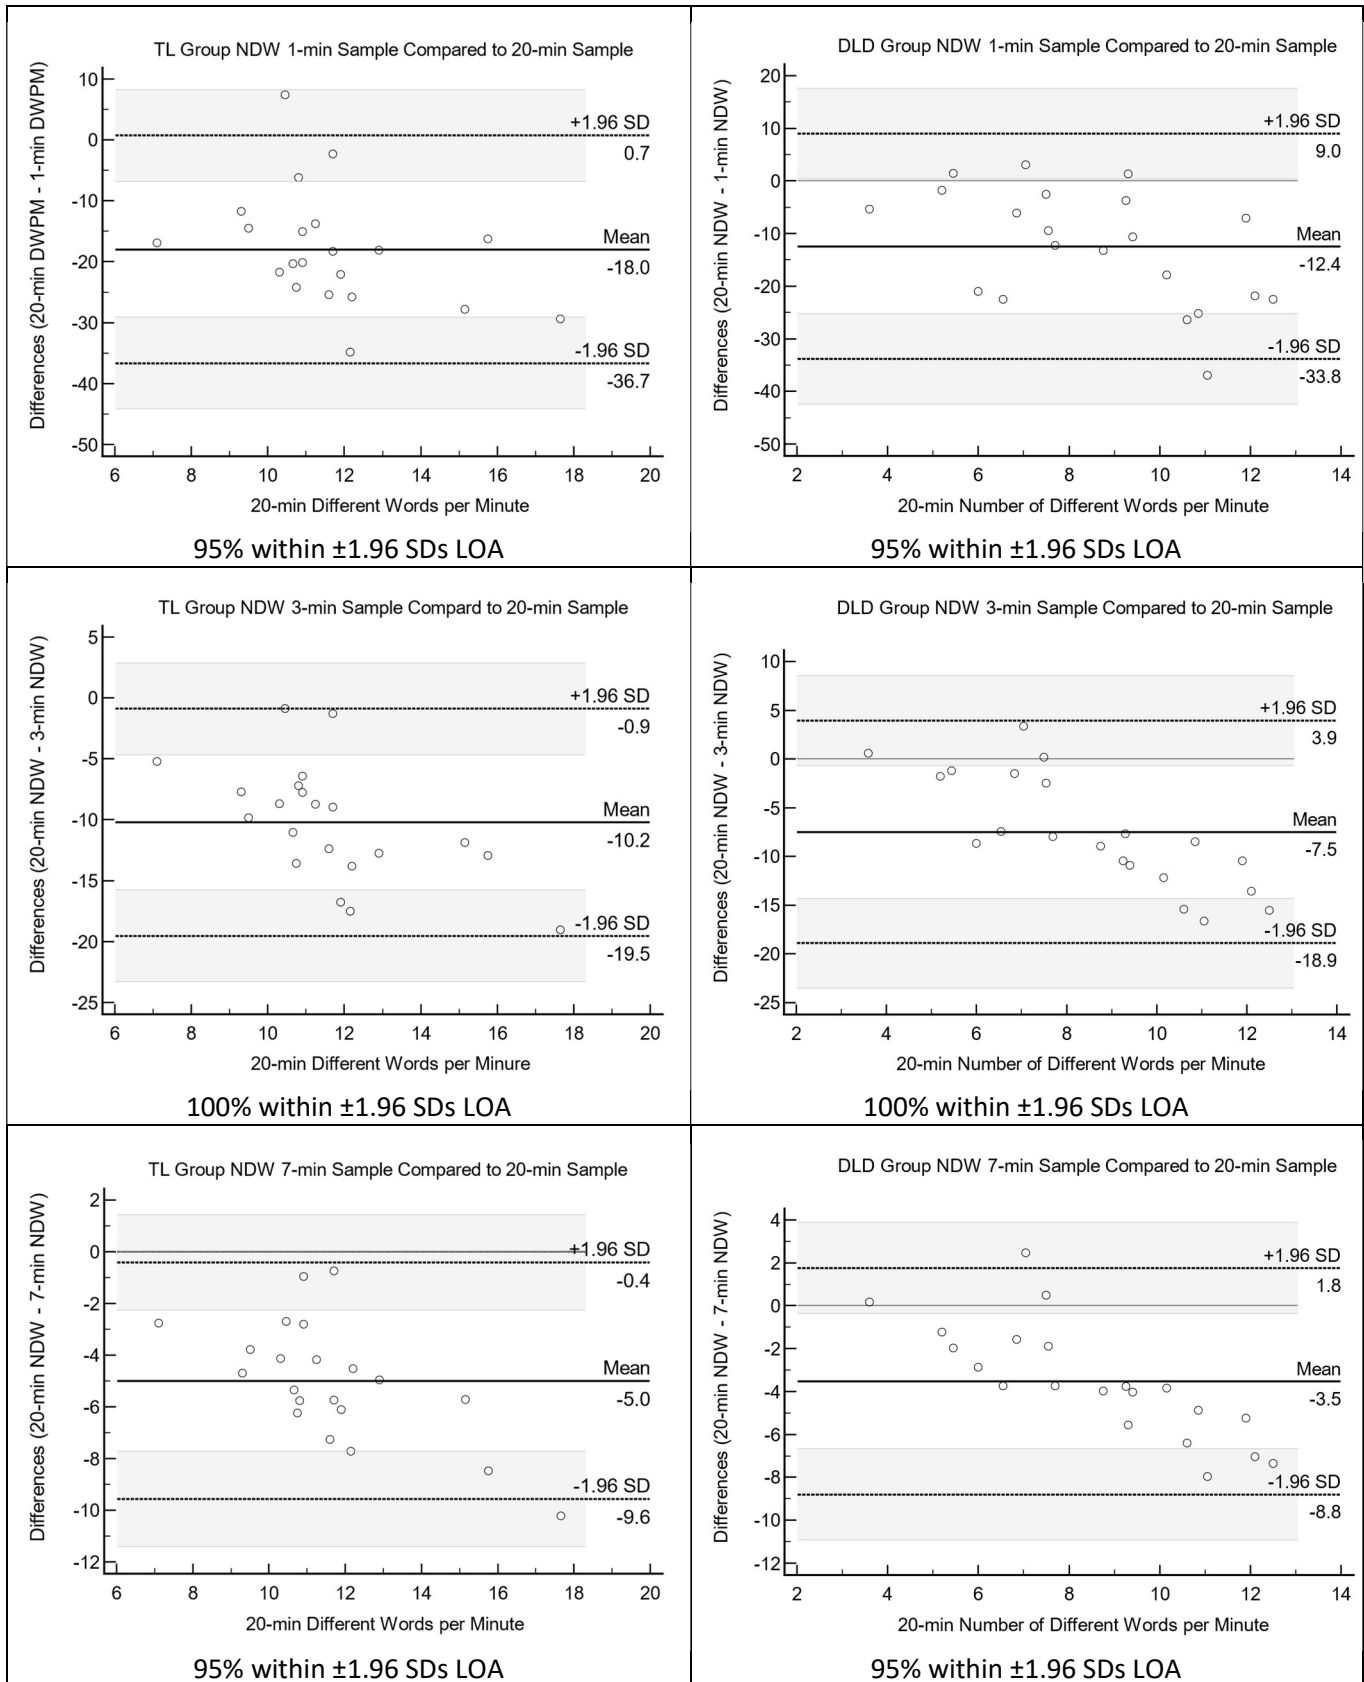 TL Group NDW 1-min Sample Compared to 20-min Sample
Differences (20-min DWPM - 1-min DWPM)
10
0
-10
-20
-30
-40
-50
+1.96 SD
0.7
Mean
-18.0
-1.96 SD
-36.7
6 8 10 12 14 16 18 20
20-min Different Words per Minute
95% within ±1.96 SDs LOA
DLD Group NDW 1-min Sample Compared to 20-min Sample
Differences (20-min NDW - 1-min NDW)
20
10
0
-10
-20
-30
-40
-50
+1.96 SD
9.0
Mean
-12.4
-1.96 SD
-33.8
2 4 6 8 10 12 14
20-min Number of Different Words per Minute
95% within ±1.96 SDs LOA
TL Group NDW 3-min Sample Compard to 20-min Sample
Differences (20-min NDW - 3-min NDW)
5
0
-5
-10
-15
-20
-25
+1.96 SD
-0.9
Mean
-10.2
-1.96 SD
-19.5
6 8 10 12 14 16 18 20
20-min Different Words per Minure
100% within ±1.96 SDs LOA
DLD Group NDW 3-min Sample Compared to 20-min Sample
Differences (20-min NDW - 3-min NDW)
10
5
0
-5
-10
-15
-20
-25
+1.96 SD
3.9
Mean
-7.5
-1.96 SD
-18.9
2 4 6 8 10 12 14
20-min Number of Different Words per Minute
100% within ±1.96 SDs LOA
TL Group NDW 7-min Sample Compared to 20-min Sample
Differences (20-min NDW - 7-min NDW)
2
0
-2
-4
-6
-8
-10
-12
+1.96 SD
-0.4
Mean
-5.0
-1.96 SD
-9.6
6 8 10 12 14 16 18 20
20-min Different Words per Minute
95% within ±1.96 SDs LOA
DLD Group NDW 7-min Sample Compared to 20-min Sample
Differences (20-min NDW - 7-min NDW)
4
2
0
-2
-4
-6
-8
-10
-12
+1.96 SD
1.8
Mean
-3.5
-1.96 SD
-8.8
2 4 6 8 10 12 14
20-min Number of Different Words per Minute
95% within ±1.96 SDs LOA